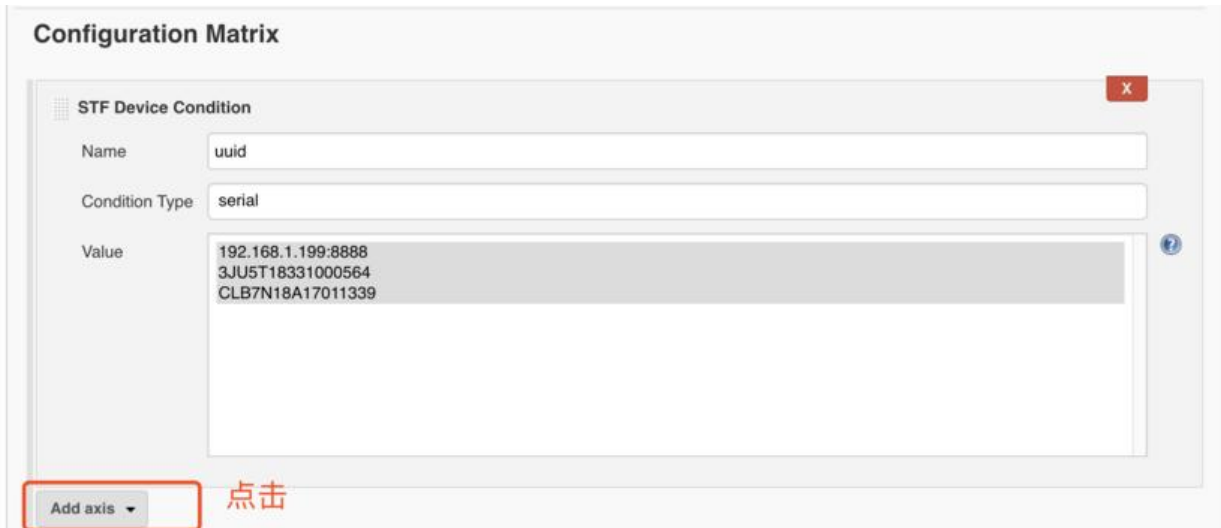 Configuration Matrix
X
STF Device Condition
Name uuid
Condition Type serial
Value 192.168.1.199:8888
3JU5T18331000564
CLB7N18A17011339
?
Add axis 点击